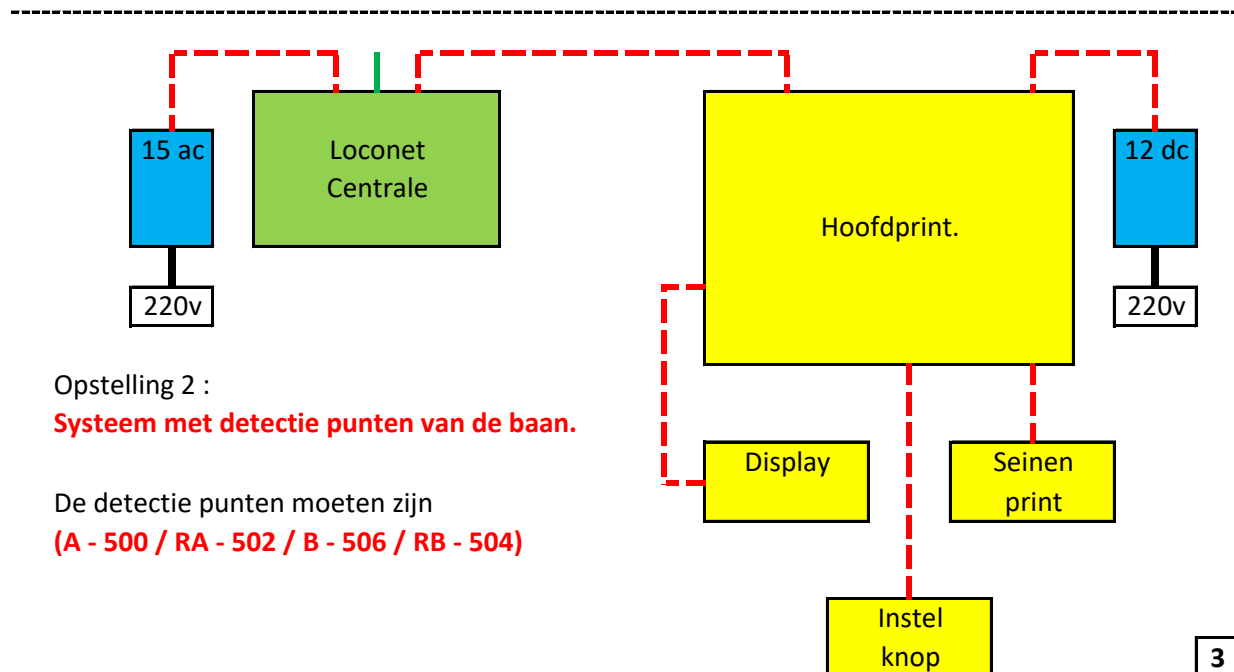 15 ac
Loconet
Centrale
Hoofdprint.
12 dc
220v
220v
Opstelling 2 :
Systeem met detectie punten van de baan.
Display
Seinen
print
De detectie punten moeten zijn
(A - 500 / RA - 502 / B - 506 / RB - 504)
Instel
knop
3